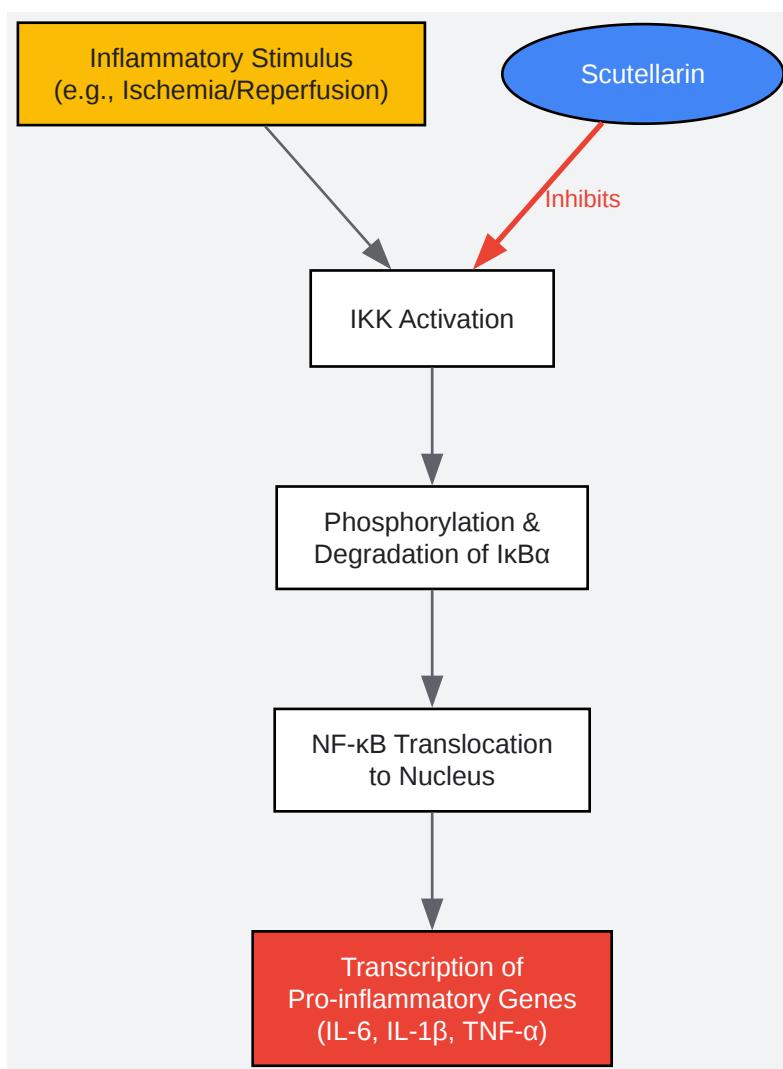 Inflammatory Stimulus
(e.g., Ischemia/Reperfusion)
Scutellarin
Inhibits
IKK Activation
Phosphorylation &
Degradation of IκBα
NF-κB Translocation
to Nucleus
Transcription of
Pro-inflammatory Genes
(IL-6, IL-1β, TNF-α)